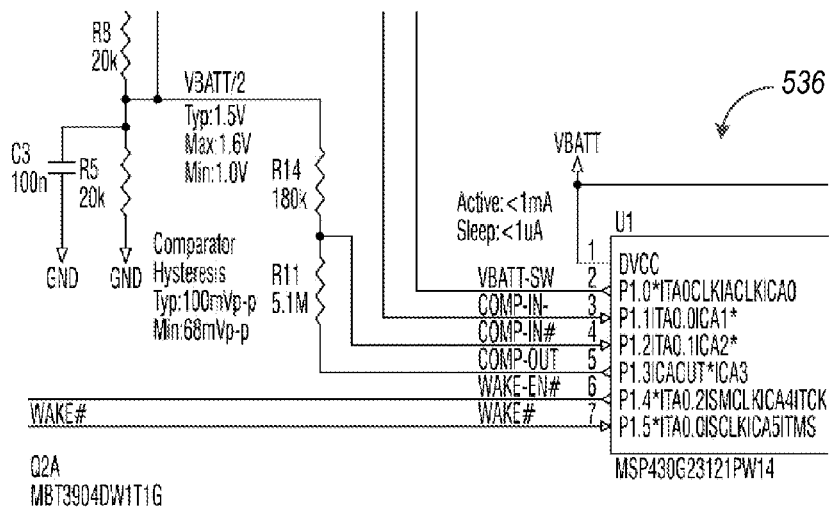 R8
20k
VBATT/2
Typ:1.5V
Max:1.6V
Min:1.0V
C3
100n
R5
20k
R14
180k
GND
GND
Comparator
Hysteresis
Typ:100mVp-p
Min:68mVp-p
R11
5.1M
536
VBATT
Active:<1mA
Sleep:<1uA
U1
1
DVCC
VBATT-SW
2
P1.0*ITA0CLKIACLKICA0
COMP-IN-
3
P1.1ITA0.0ICA1*
COMP-IN#
4
P1.2ITA0.1ICA2*
COMP-OUT
5
P1.3ICAOUT*ICA3
WAKE-EN#
6
P1.4*ITA0.2ISMCLKICA4ITCK
WAKE#
WAKE#
7
P1.5*ITA0.0ISCLKICA5ITMS
MSP430G23121PW14
Q2A
MBT3904DW1T1G